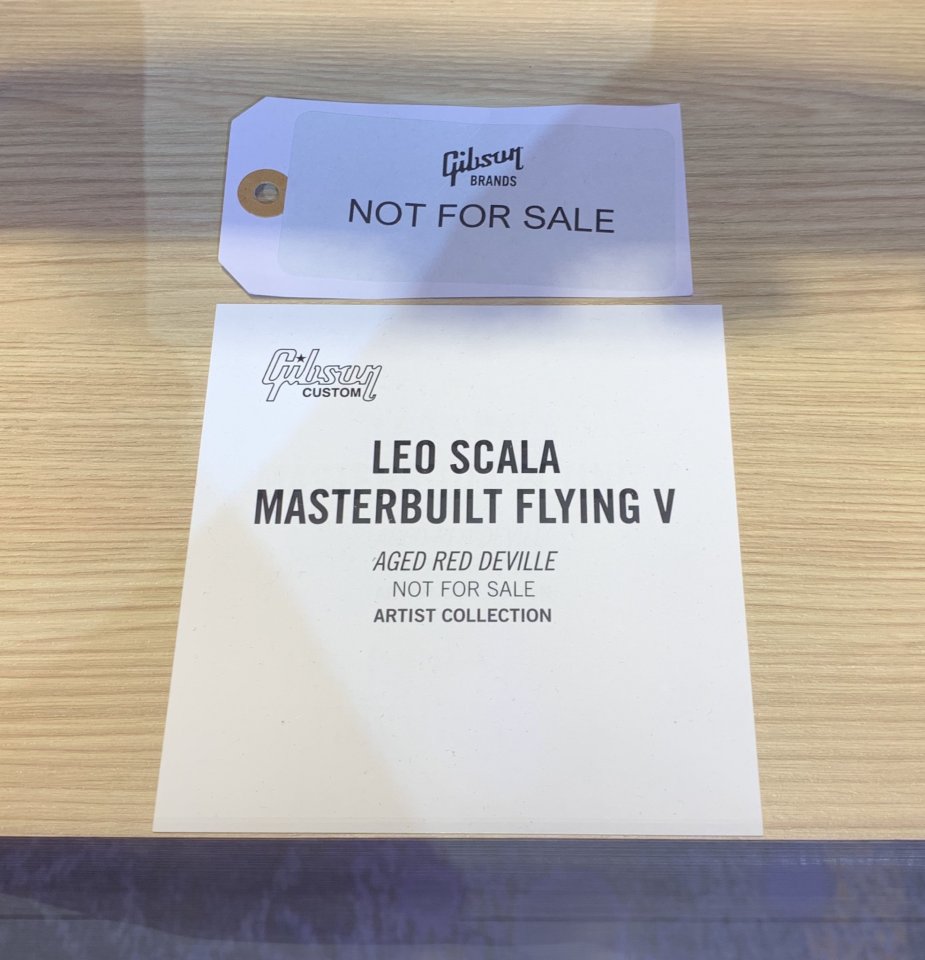 Gibson
BRANDS
NOT FOR SALE
Gibson
CUSTOM
LEO SCALA
MASTERBUILT FLYING V
AGED RED DEVILLE
NOT FOR SALE
ARTIST COLLECTION